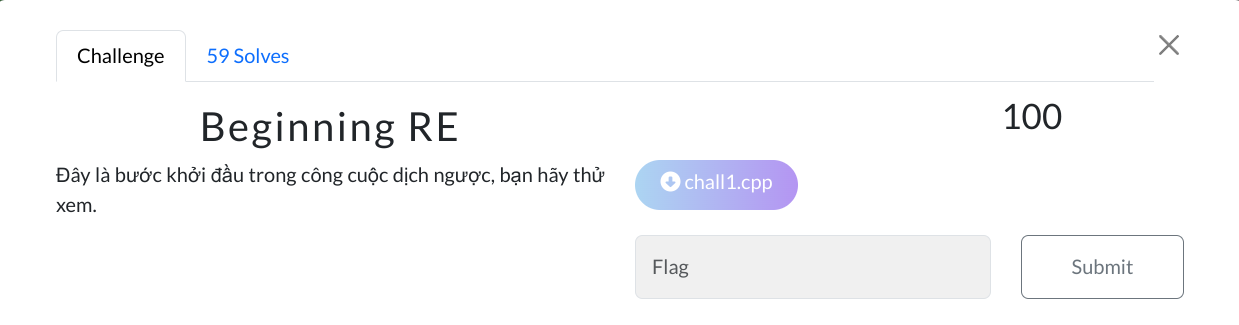 Challenge
59 Solves
Beginning RE
100
Đây là bước khởi đầu trong công cuộc dịch ngược, bạn hãy thử
xem.
chall1.cpp
Flag
Submit